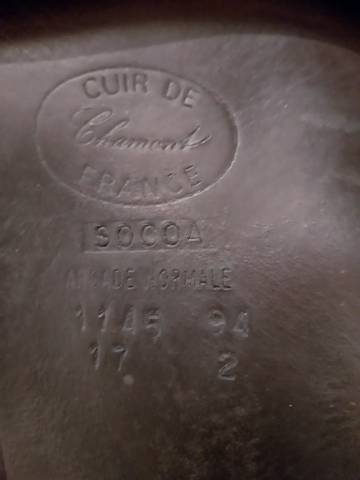 CUIR DE
Chamont
FRANCE
SOCOA
ARCADE NORMALE
1145 94
17 2